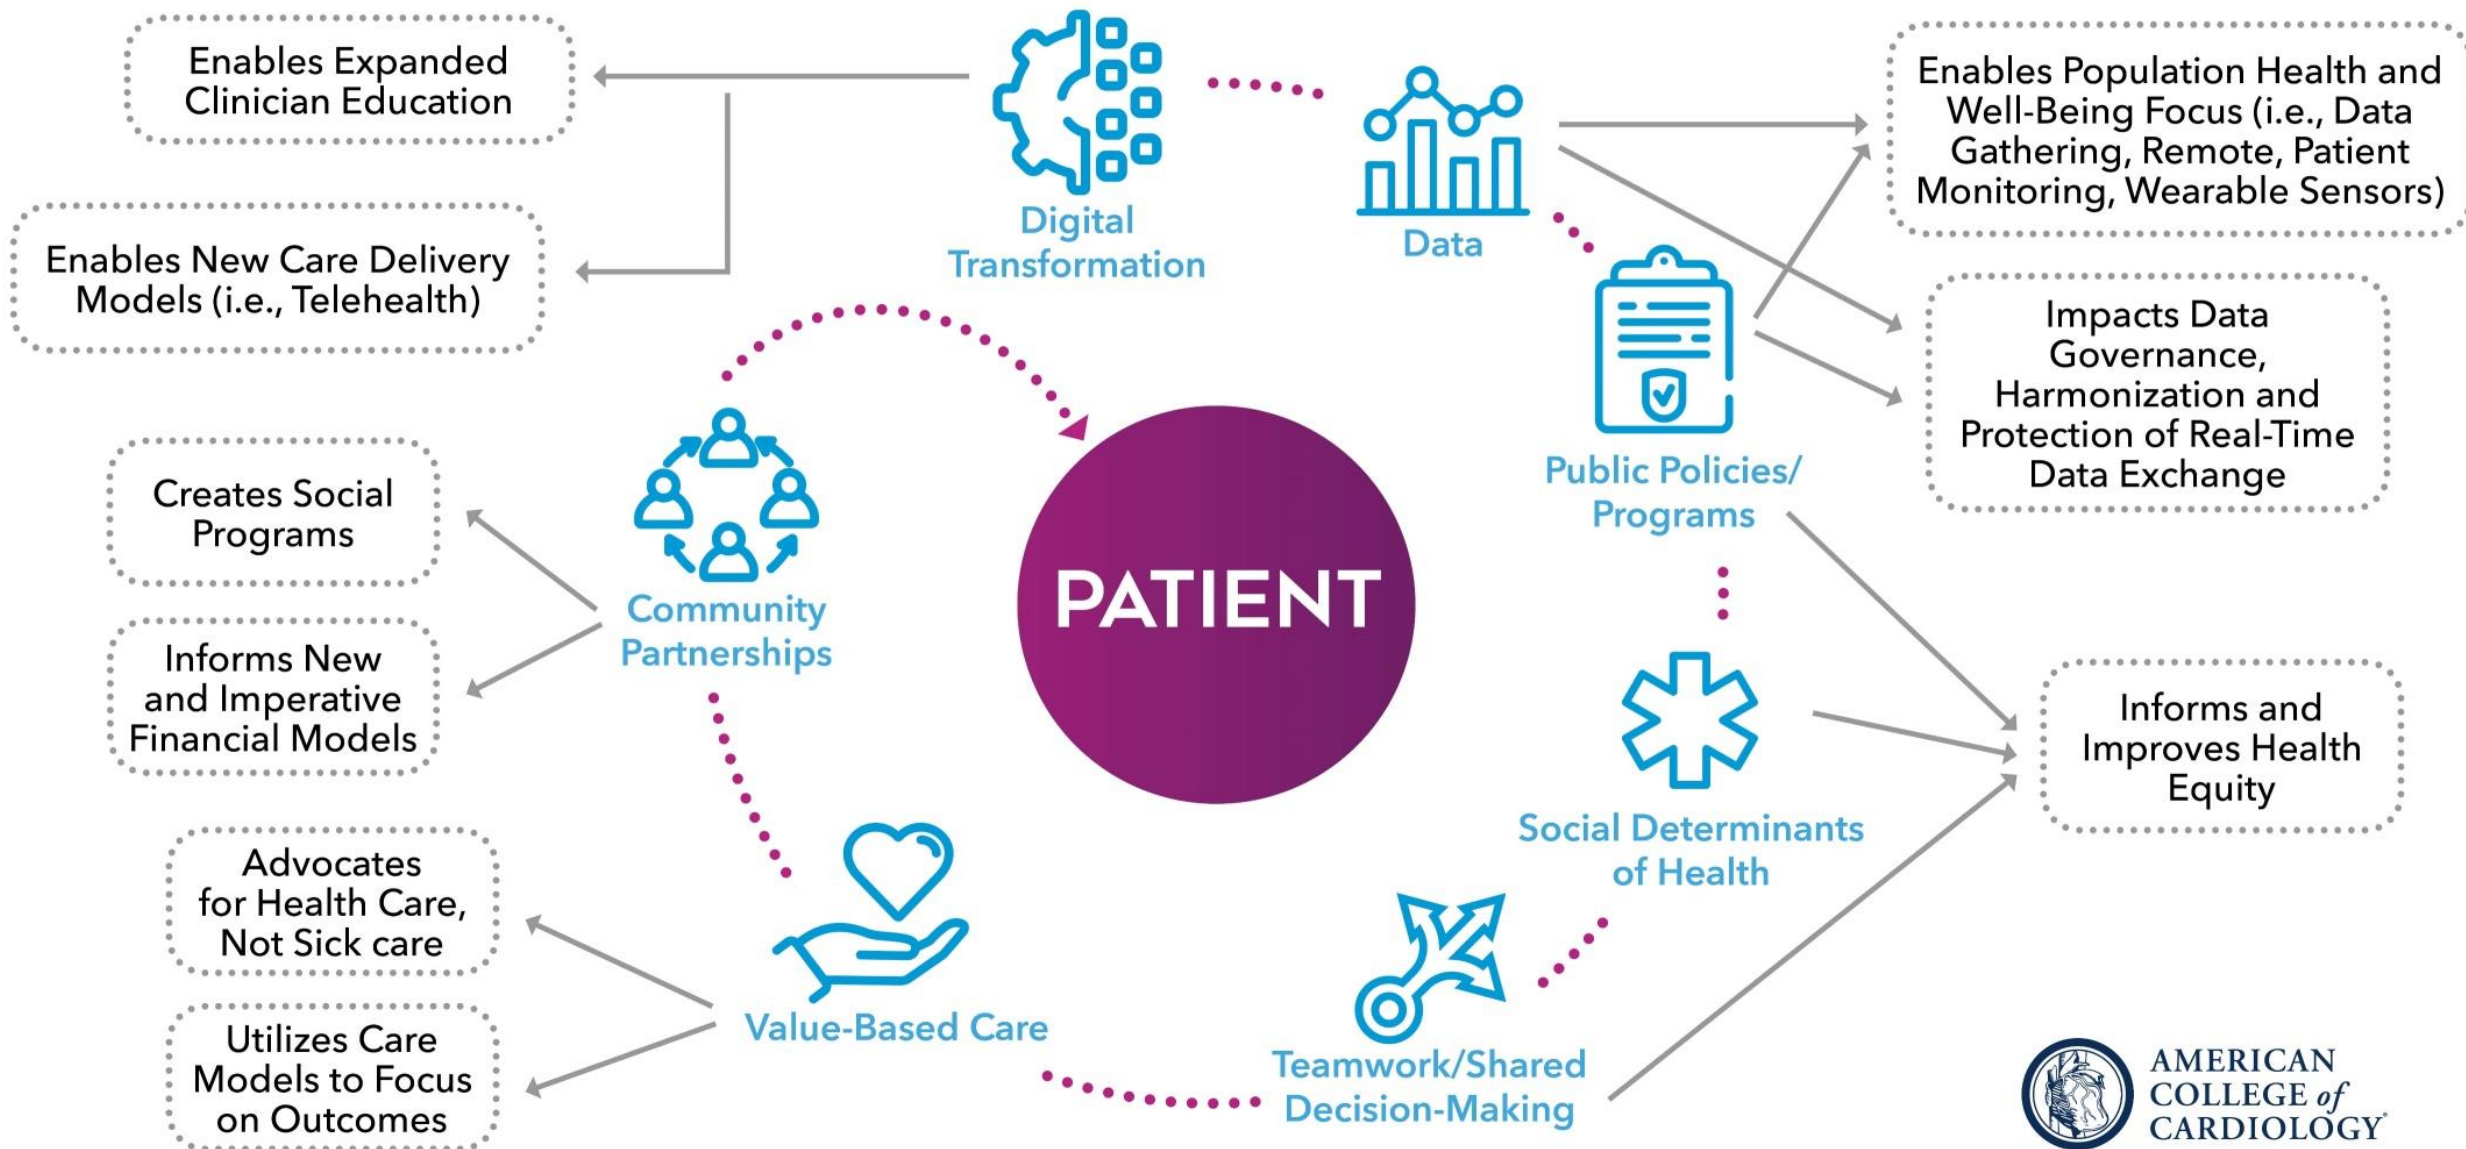 Enables Expanded
Clinician Education
Enables New Care Delivery
Models (i.e., Telehealth)
Creates Social
Programs
Informs New
and Imperative
Financial Models
Advocates
for Health Care,
Not Sick care
Utilizes Care
Models to Focus
on Outcomes
Digital
Transformation
Data
Public Policies/
Programs
Social Determinants
of Health
Teamwork/Shared
Decision-Making
Value-Based Care
Community
Partnerships
PATIENT
Enables Population Health and
Well-Being Focus (i.e., Data
Gathering, Remote, Patient
Monitoring, Wearable Sensors)
Impacts Data
Governance,
Harmonization and
Protection of Real-Time
Data Exchange
Informs and
Improves Health
Equity
AMERICAN
COLLEGE of
CARDIOLOGY